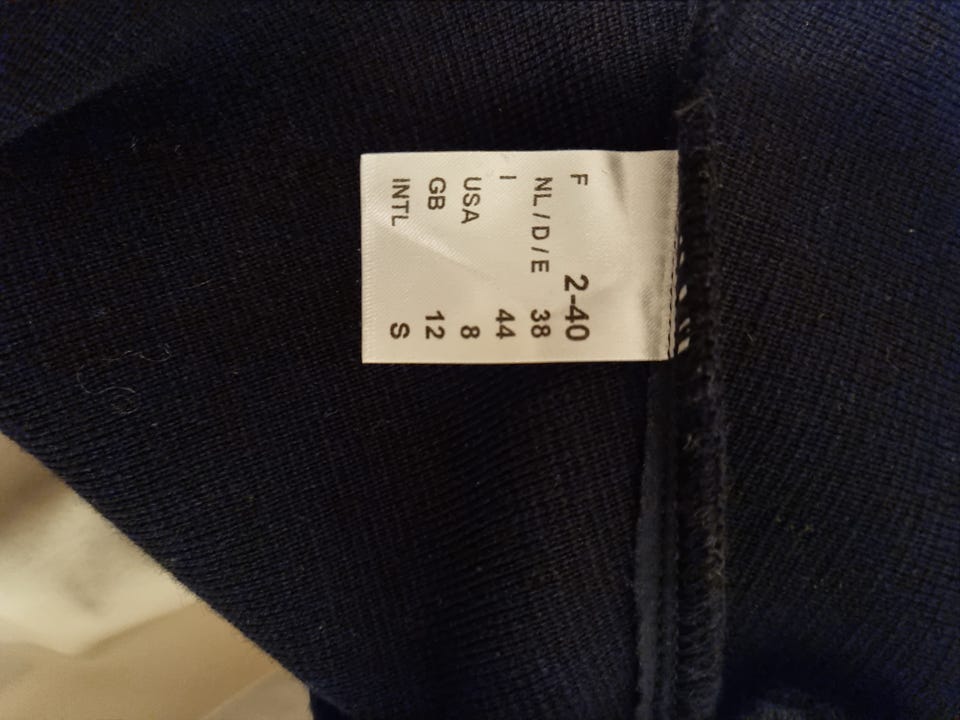 F 2-40
NL / D / E 38
I 44
USA 8
GB 12
INTL S